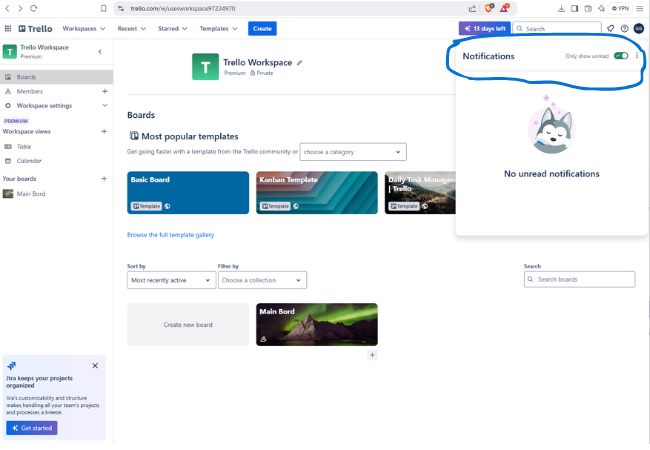 trello.com/w/userworkspace97224970
VPN
Trello
Workspaces
Recent
Starred
Templates
Create
13 days left
Search
Trello Workspace
Premium
Boards
Members
Workspace settings
PREMIUM
Workspace views
Table
Calendar
Your boards
Main Bord
Jira keeps your projects
organized
Jira's customizability and structure
makes handling all your team's projects
and processes a breeze.
Get started
Trello Workspace
Premium Private
Boards
Most popular templates
Get going faster with a template from the Trello community or choose a category
Basic Board
Template
Kanban Template
Template
Daily Task Managem
| Trello
Template
Browse the full template gallery
Sort by
Most recently active
Filter by
Choose a collection
Search
Search boards
Create new board
Main Bord
Notifications
Only show unread
No unread notifications